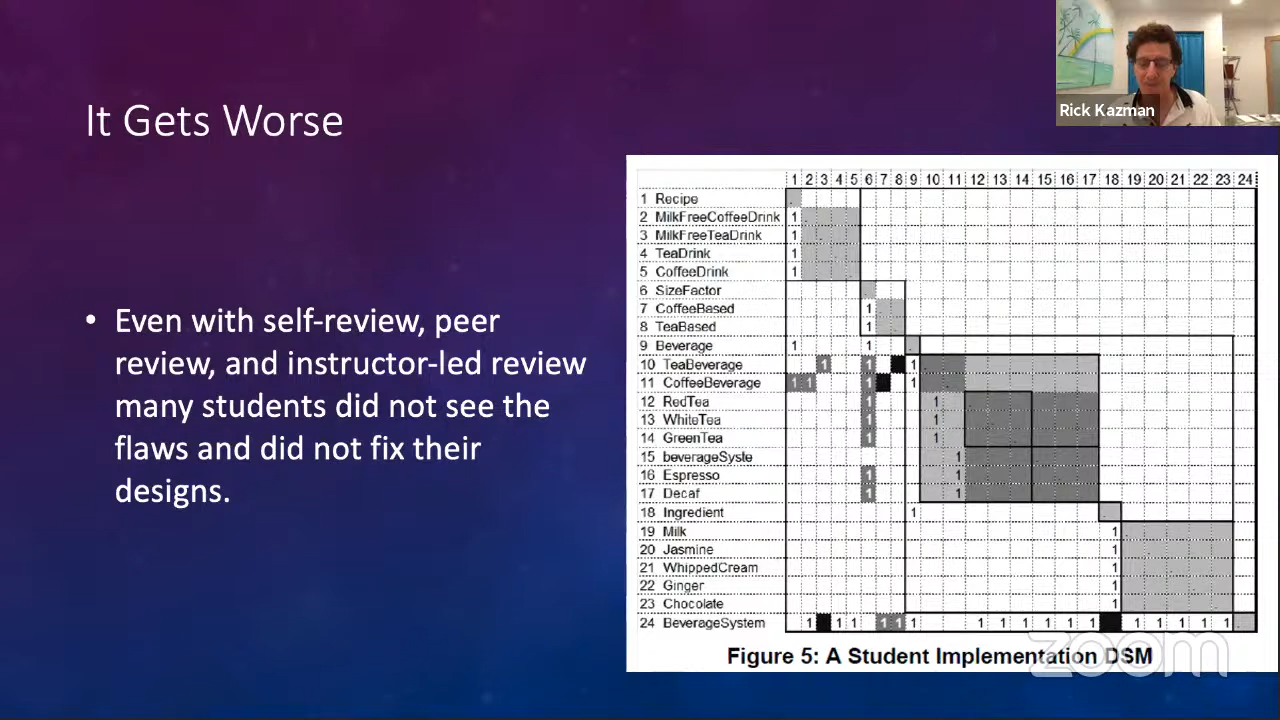 Rick Kazman
It Gets Worse
• Even with self-review, peer
review, and instructor-led review
many students did not see the
flaws and did not fix their
designs.
1 2 3 4 5 6 7 8 9 10 11 12 13 14 15 16 17 18 19 20 21 22 23 24
1 Recipe .
2 MilkFreeCoffeeDrink 1
3 MilkFreeTeaDrink 1
4 TeaDrink 1
5 CoffeeDrink 1
6 SizeFactor
7 CoffeeBased 1
8 TeaBased 1
9 Beverage 1 1
10 TeaBeverage 1 1 1
11 CoffeeBeverage 1 1 1 1
12 RedTea 1 1
13 WhiteTea 1 1
14 GreenTea 1 1
15 beverageSyste 1
16 Espresso 1 1
17 Decaf 1 1
18 Ingredient 1
19 Milk 1
20 Jasmine 1
21 WhippedCream 1
22 Ginger 1
23 Chocolate 1
24 BeverageSystem 1 1 1 1 1 1 1 1 1 1 1 1 1 1 1 1 1
Figure 5: A Student Implementation DSM
zoom